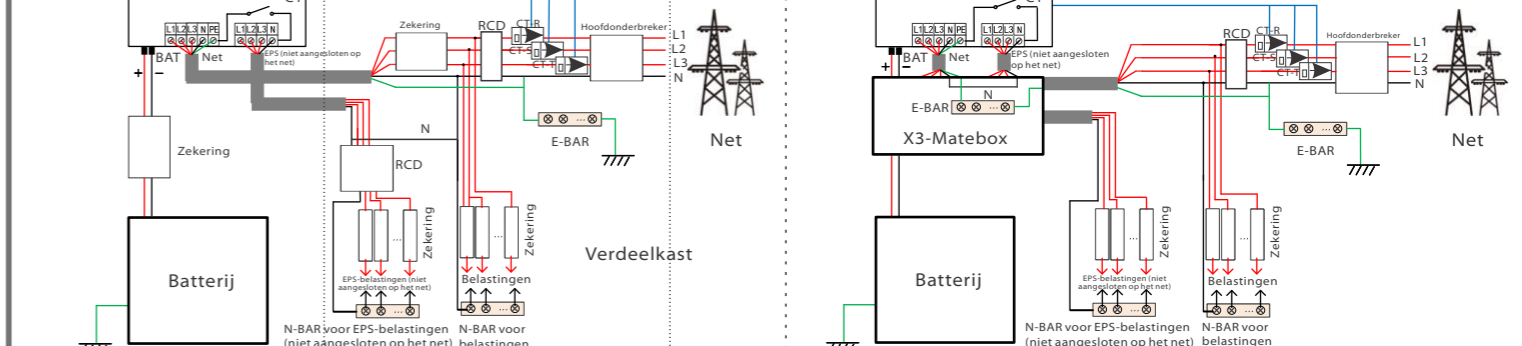 CT
L1 L2 L3 N PE
L1 L2 L3 N
BAT
Net
EPS (niet aangesloten op
het net)
+
−
Zekering
RCD
CT-R
CT-S
CT-T
Hoofdonderbreker
L1
L2
L3
N
N
E-BAR
Net
Zekering
RCD
Zekering
Zekering
...
...
...
Verdeelkast
Batterij
EPS-belastingen (niet
aangesloten op het net)
Belastingen
...
...
N-BAR voor EPS-belastingen
(niet aangesloten op het net)
N-BAR voor
belastingen
CT
L1 L2 L3 N PE
L1 L2 L3 N
BAT
Net
EPS (niet aangesloten
op het net)
+
−
N
E-BAR
...
X3-Matebox
RCD
CT-R
CT-S
CT-T
Hoofdonderbreker
L1
L2
L3
N
...
E-BAR
Net
Zekering
Zekering
...
...
Batterij
EPS-belastingen (niet
aangesloten op het net)
Belastingen
...
...
N-BAR voor EPS-belastingen
(niet aangesloten op het net)
N-BAR voor
belastingen